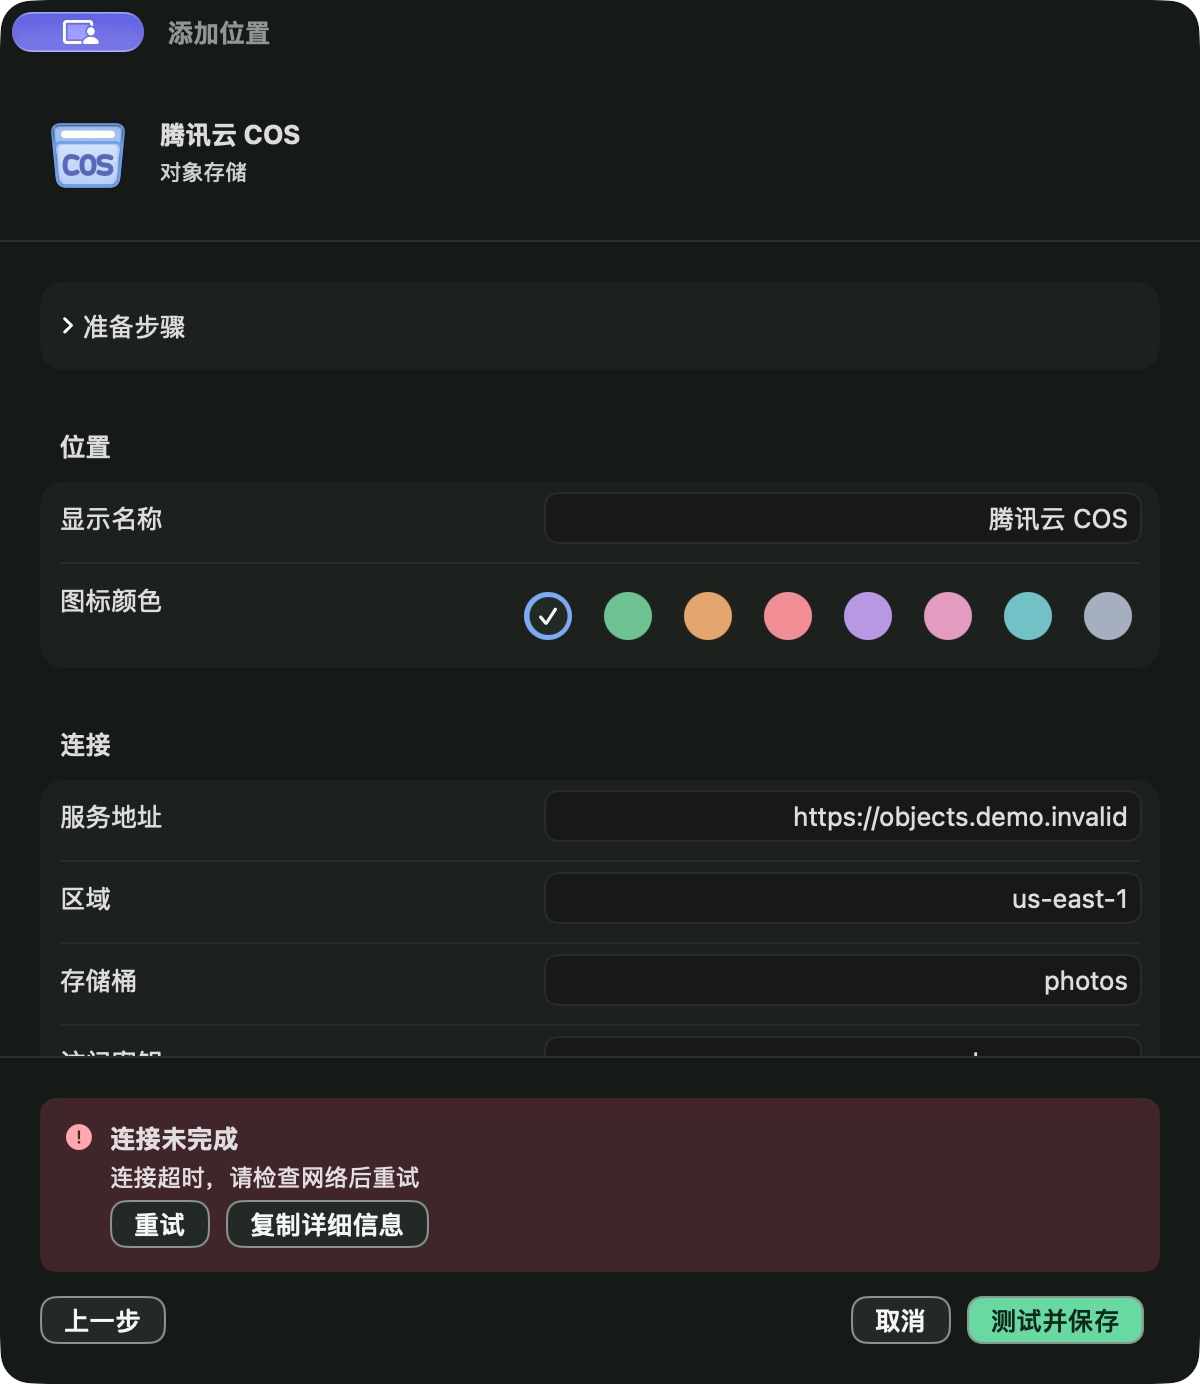 添加位置
COS
腾讯云 COS
对象存储
准备步骤
位置
显示名称
腾讯云 COS
图标颜色
连接
服务地址
https://objects.demo.invalid
区域
us-east-1
存储桶
photos
连接未完成
连接超时，请检查网络后重试
重试
复制详细信息
上一步
取消
测试并保存